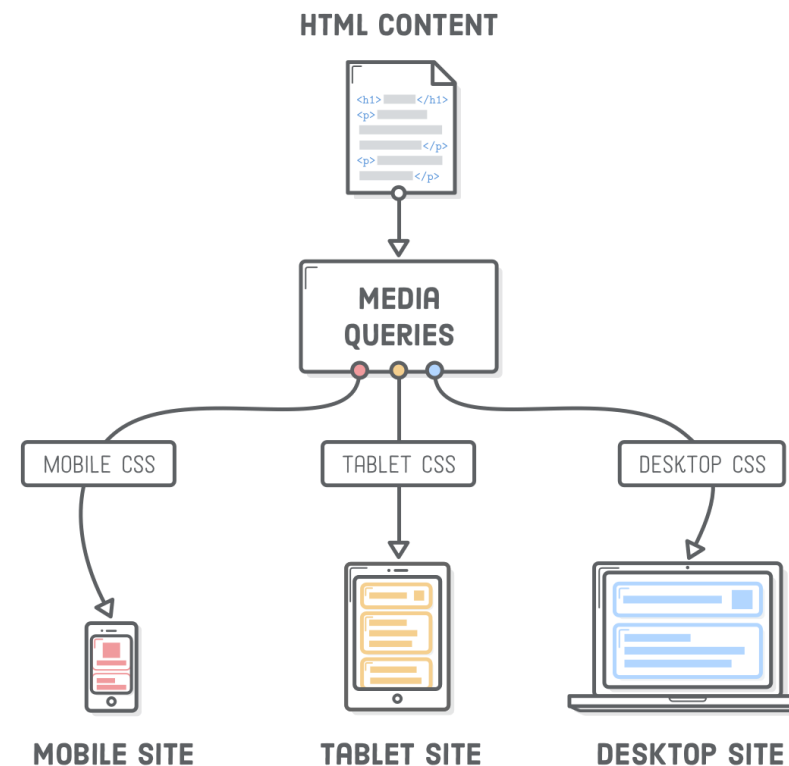 HTML CONTENT
<h1> </h1>
<p>
</p>
<p>
</p>
MEDIA
QUERIES
MOBILE CSS
TABLET CSS
DESKTOP CSS
MOBILE SITE
TABLET SITE
DESKTOP SITE